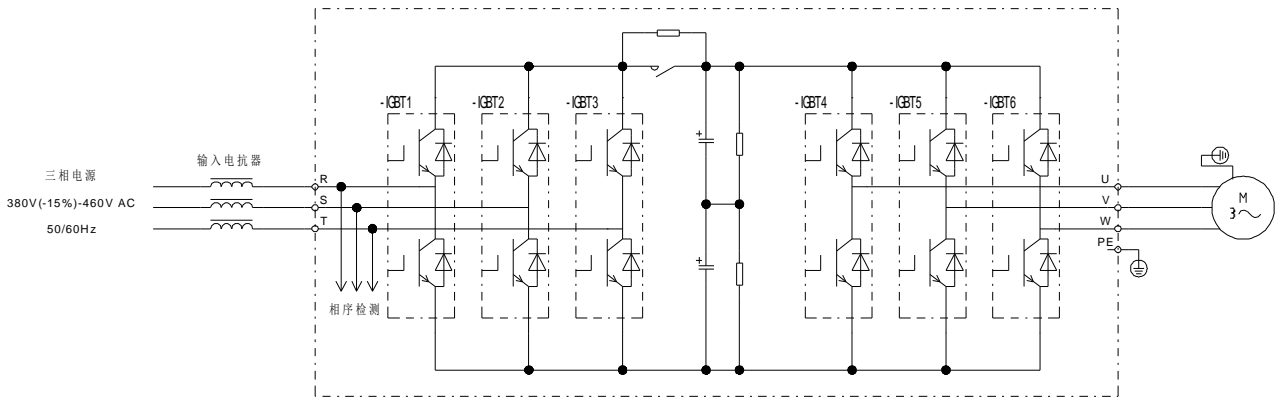 -IGBT1
-IGBT2
-IGBT3
-IGBT4
-IGBT5
-IGBT6
+
+
输入电抗器
三相电源
380V(-15%)-460V AC
50/60Hz
R
S
T
相序检测
U
V
W
PE
M
3